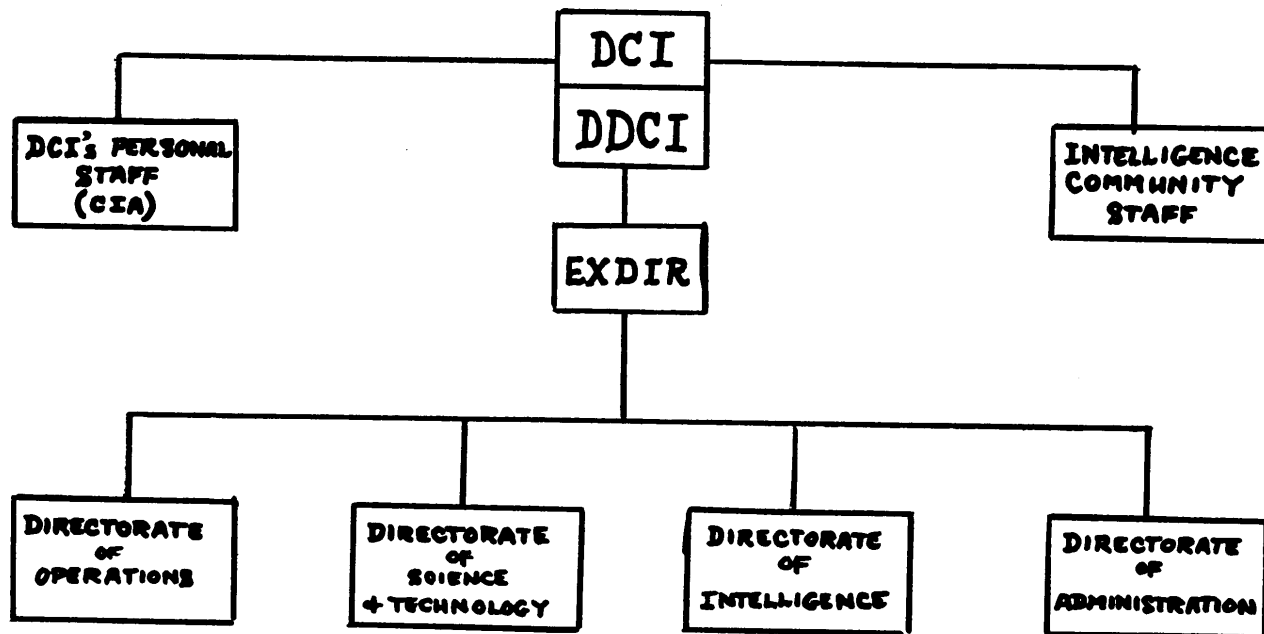 DCI
DDCI
DCI's PERSONAL
STAFF
(CIA)
INTELLIGENCE
COMMUNITY
STAFF
EXDIR
DIRECTORATE
OF
OPERATIONS
DIRECTORATE
OF
SCIENCE
+ TECHNOLOGY
DIRECTORATE
OF
INTELLIGENCE
DIRECTORATE
OF
ADMINISTRATION